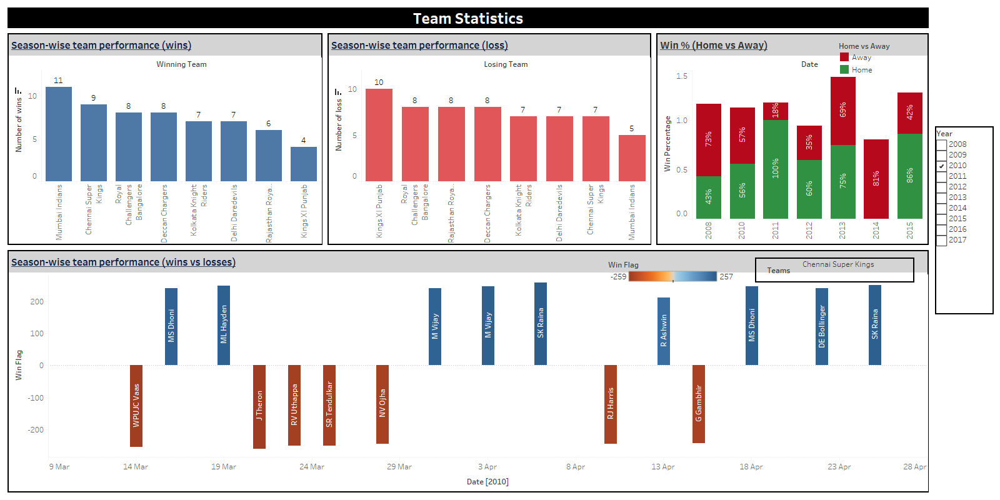 Team Statistics
Season-wise team performance (wins)
Winning Team
Number of wins
10
5
0
11
9
8
8
7
7
6
4
Mumbai Indians
Chennai Super
Kings
Royal
Challengers
Bangalore
Deccan Chargers
Kolkata Knight
Riders
Delhi Daredevils
Rajasthan Roya..
Kings XI Punjab
Season-wise team performance (loss)
Losing Team
Number of loss
10
5
0
10
8
8
8
7
7
7
5
Kings XI Punjab
Royal
Challengers
Bangalore
Rajasthan Roya..
Deccan Chargers
Kolkata Knight
Riders
Delhi Daredevils
Chennai Super
Kings
Mumbai Indians
Win % (Home vs Away)
Home vs Away
Away
Home
Date
Win Percentage
1.5
1.0
0.5
0.0
73%
43%
57%
56%
18%
100%
35%
60%
69%
75%
81%
42%
86%
2008
2010
2011
2012
2013
2014
2015
Year
2008
2009
2010
2011
2012
2013
2014
2015
2016
2017
Season-wise team performance (wins vs losses)
Win Flag
-259
257
Teams
Chennai Super Kings
Win Flag
200
100
0
-100
-200
WPUJC Vaas
MS Dhoni
ML Hayden
J Theron
RV Uthappa
SR Tendulkar
NV Ojha
M Vijay
M Vijay
SK Raina
RJ Harris
R Ashwin
G Gambhir
MS Dhoni
DE Bollinger
SK Raina
9 Mar
14 Mar
19 Mar
24 Mar
29 Mar
3 Apr
8 Apr
13 Apr
18 Apr
23 Apr
28 Apr
Date [2010]